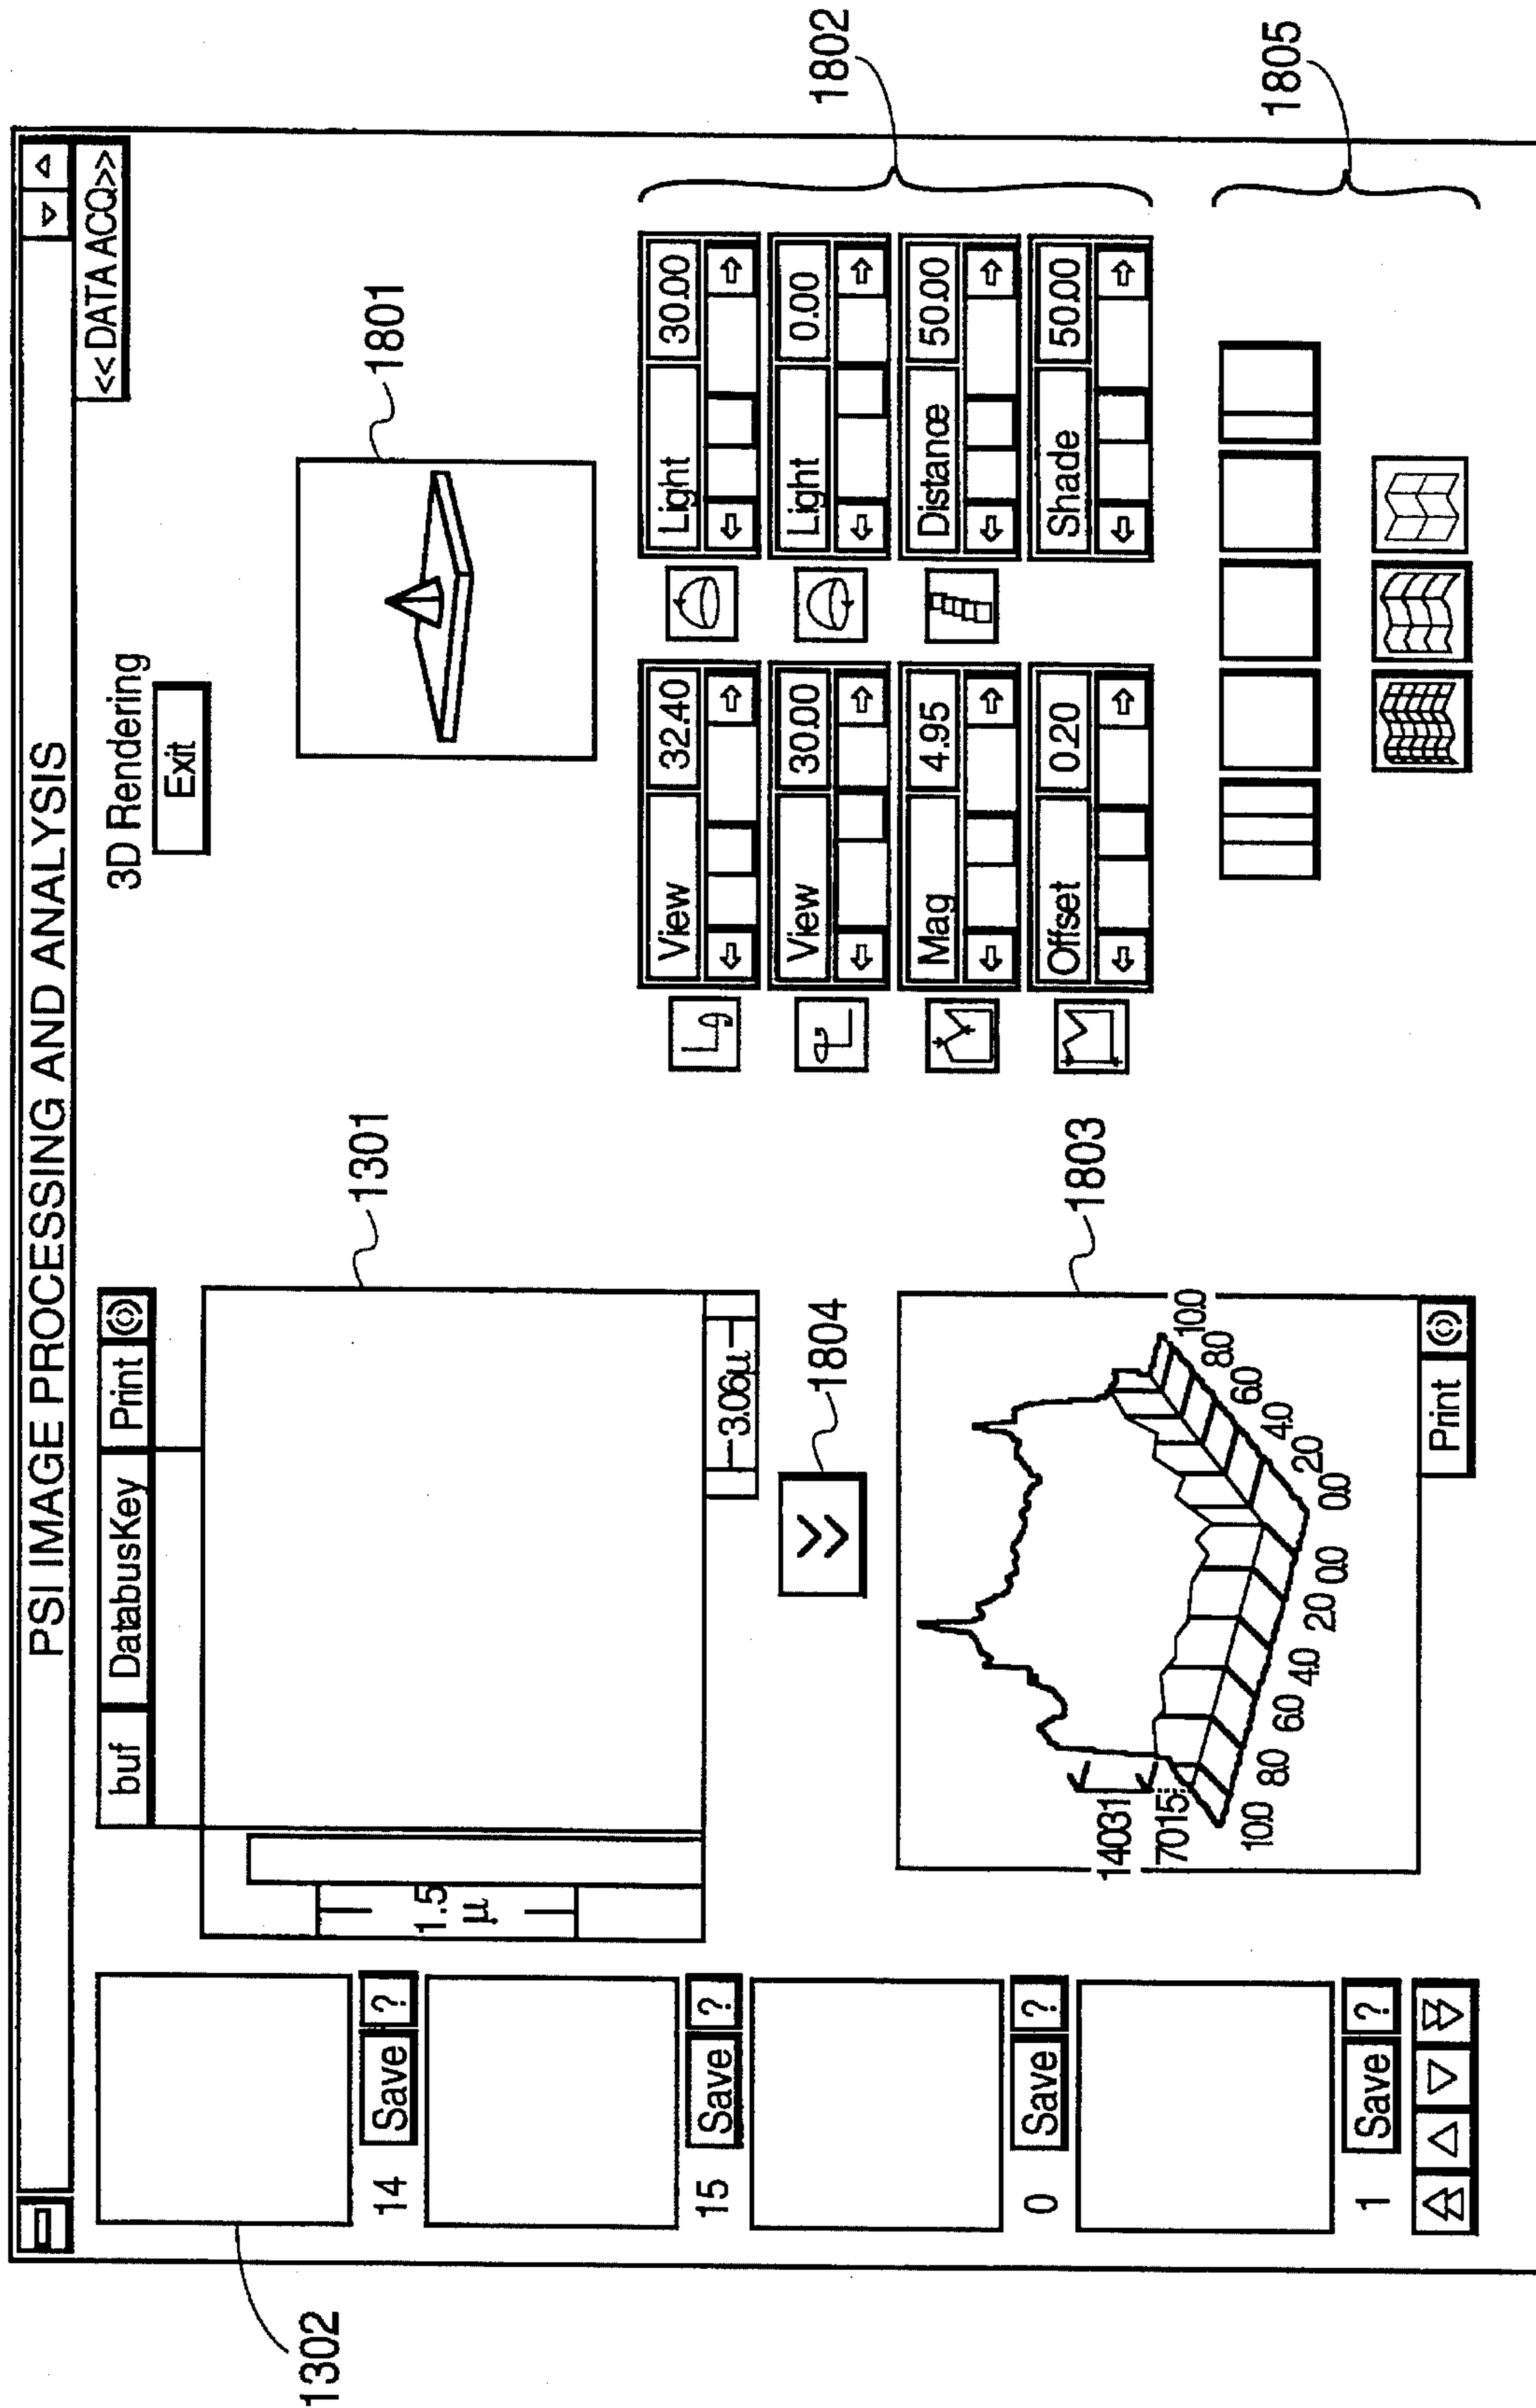 PSI IMAGE PROCESSING AND ANALYSIS
<<DATA ACQ>>
3D Rendering
Exit
buf DatabusKey Print
1302
14 Save ?
15 Save ?
0 Save ?
1 Save ?
1.5
μ
1301
3.06μ
1804
1803
14031
7015
10.0 8.0 6.0 4.0 2.0 0.0
0.0 2.0 4.0 6.0 8.0 10.0
Print
1801
View 32.40
Light 30.00
View 30.00
Light 0.00
Mag 4.95
Distance 50.00
Offset 0.20
Shade 50.00
1802
1805